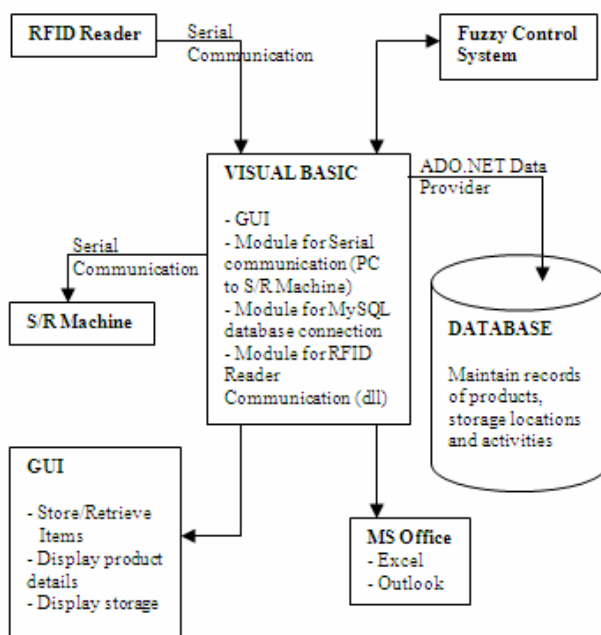 RFID Reader
Serial
Communication
Fuzzy Control
System
VISUAL BASIC
- GUI
- Module for Serial
communication (PC
to S/R Machine)
- Module for MySQL
database connection
- Module for RFID
Reader
Communication (dll)
ADO.NET Data
Provider
Serial
Communication
S/R Machine
DATABASE
Maintain records
of products,
storage locations
and activities
GUI
- Store/Retrieve
Items
- Display product
details
- Display storage
MS Office
- Excel
- Outlook